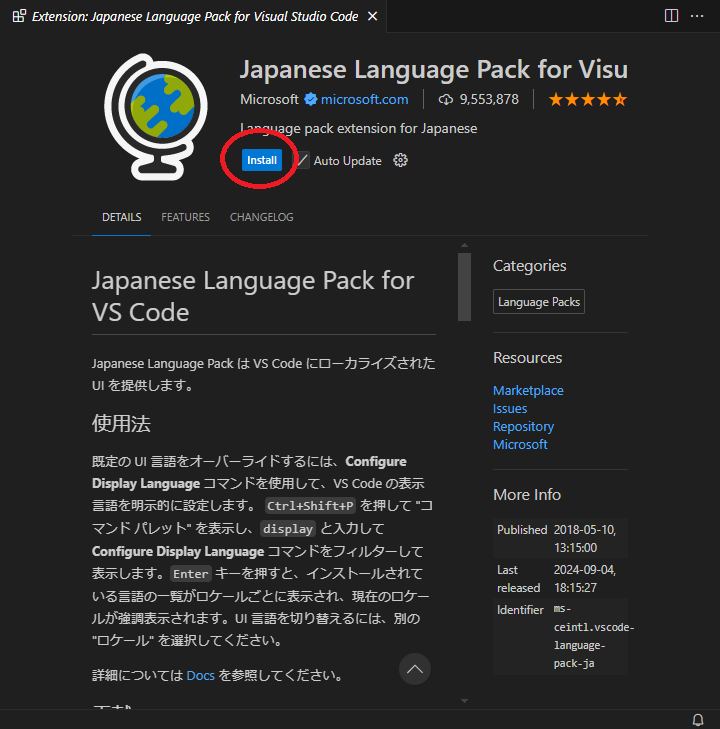 Extension: Japanese Language Pack for Visual Studio Code
Japanese Language Pack for Visu
Microsoft microsoft.com 9,553,878
Language pack extension for Japanese
Install Auto Update
DETAILS FEATURES CHANGELOG
Japanese Language Pack for
VS Code
Japanese Language Pack は VS Code にローカライズされた
UI を提供します。
使用法
既定の UI 言語をオーバーライドするには、Configure
Display Language コマンドを使用して、VS Code の表示
言語を明示的に設定します。 Ctrl+Shift+P を押して "コ
マンド パレット" を表示し、display と入力して
Configure Display Language コマンドをフィルターして
表示します。Enter キーを押すと、インストールされて
いる言語の一覧がロケールごとに表示され、現在のロケー
ルが強調表示されます。UI 言語を切り替えるには、別の
"ロケール" を選択してください。
詳細については Docs を参照してください。
Categories
Language Packs
Resources
Marketplace
Issues
Repository
Microsoft
More Info
Published 2018-05-10,
13:15:00
Last 2024-09-04,
released 18:15:27
Identifier ms-
ceintl.vscode-
language-
pack-ja